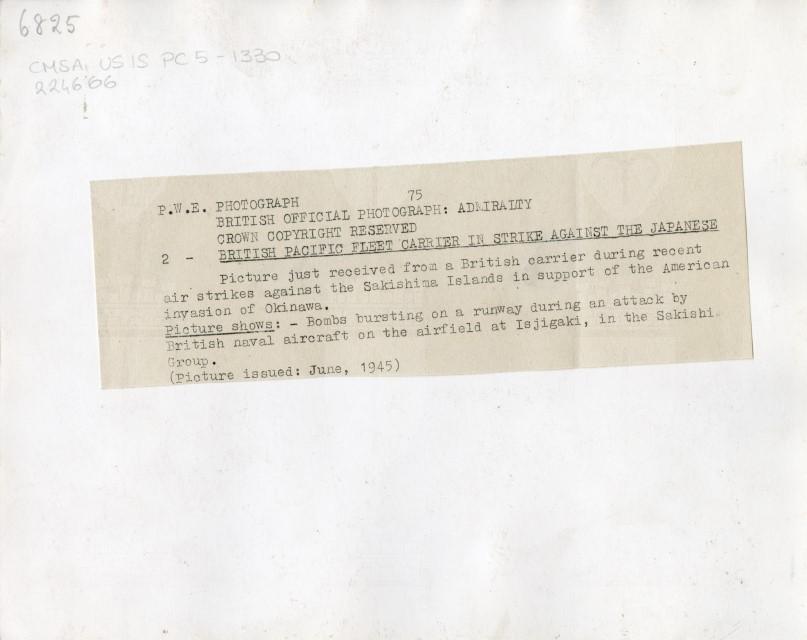 6825
CMSA, USIS PC 5 - 1330
2246'66
75
P.W.E. PHOTOGRAPH
BRITISH OFFICIAL PHOTOGRAPH: ADMIRALTY
CROWN COPYRIGHT RESERVED
2 - BRITISH PACIFIC FLEET CARRIER IN STRIKE AGAINST THE JAPANESE
Picture just received from a British carrier during recent
air strikes against the Sakishima Islands in support of the American
invasion of Okinawa.
Picture shows: - Bombs bursting on a runway during an attack by
British naval aircraft on the airfield at Isjigaki, in the Sakishi
Group.
(Picture issued: June, 1945)